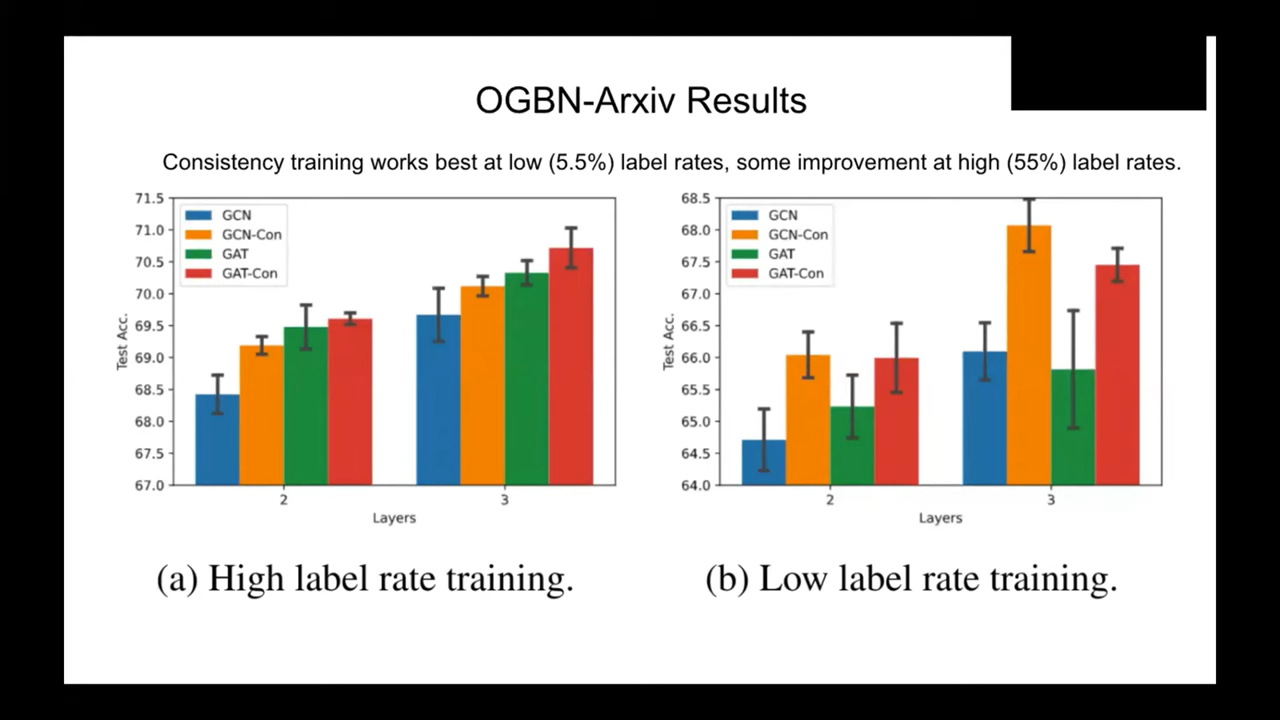 OGBN-Arxiv Results
Consistency training works best at low (5.5%) label rates, some improvement at high (55%) label rates.
71.5
71.0
70.5
70.0
69.5
69.0
68.5
68.0
67.5
67.0
Test Acc.
GCN
GCN-Con
GAT
GAT-Con
2
3
Layers
(a) High label rate training.
68.5
68.0
67.5
67.0
66.5
66.0
65.5
65.0
64.5
64.0
Test Acc.
GCN
GCN-Con
GAT
GAT-Con
2
3
Layers
(b) Low label rate training.